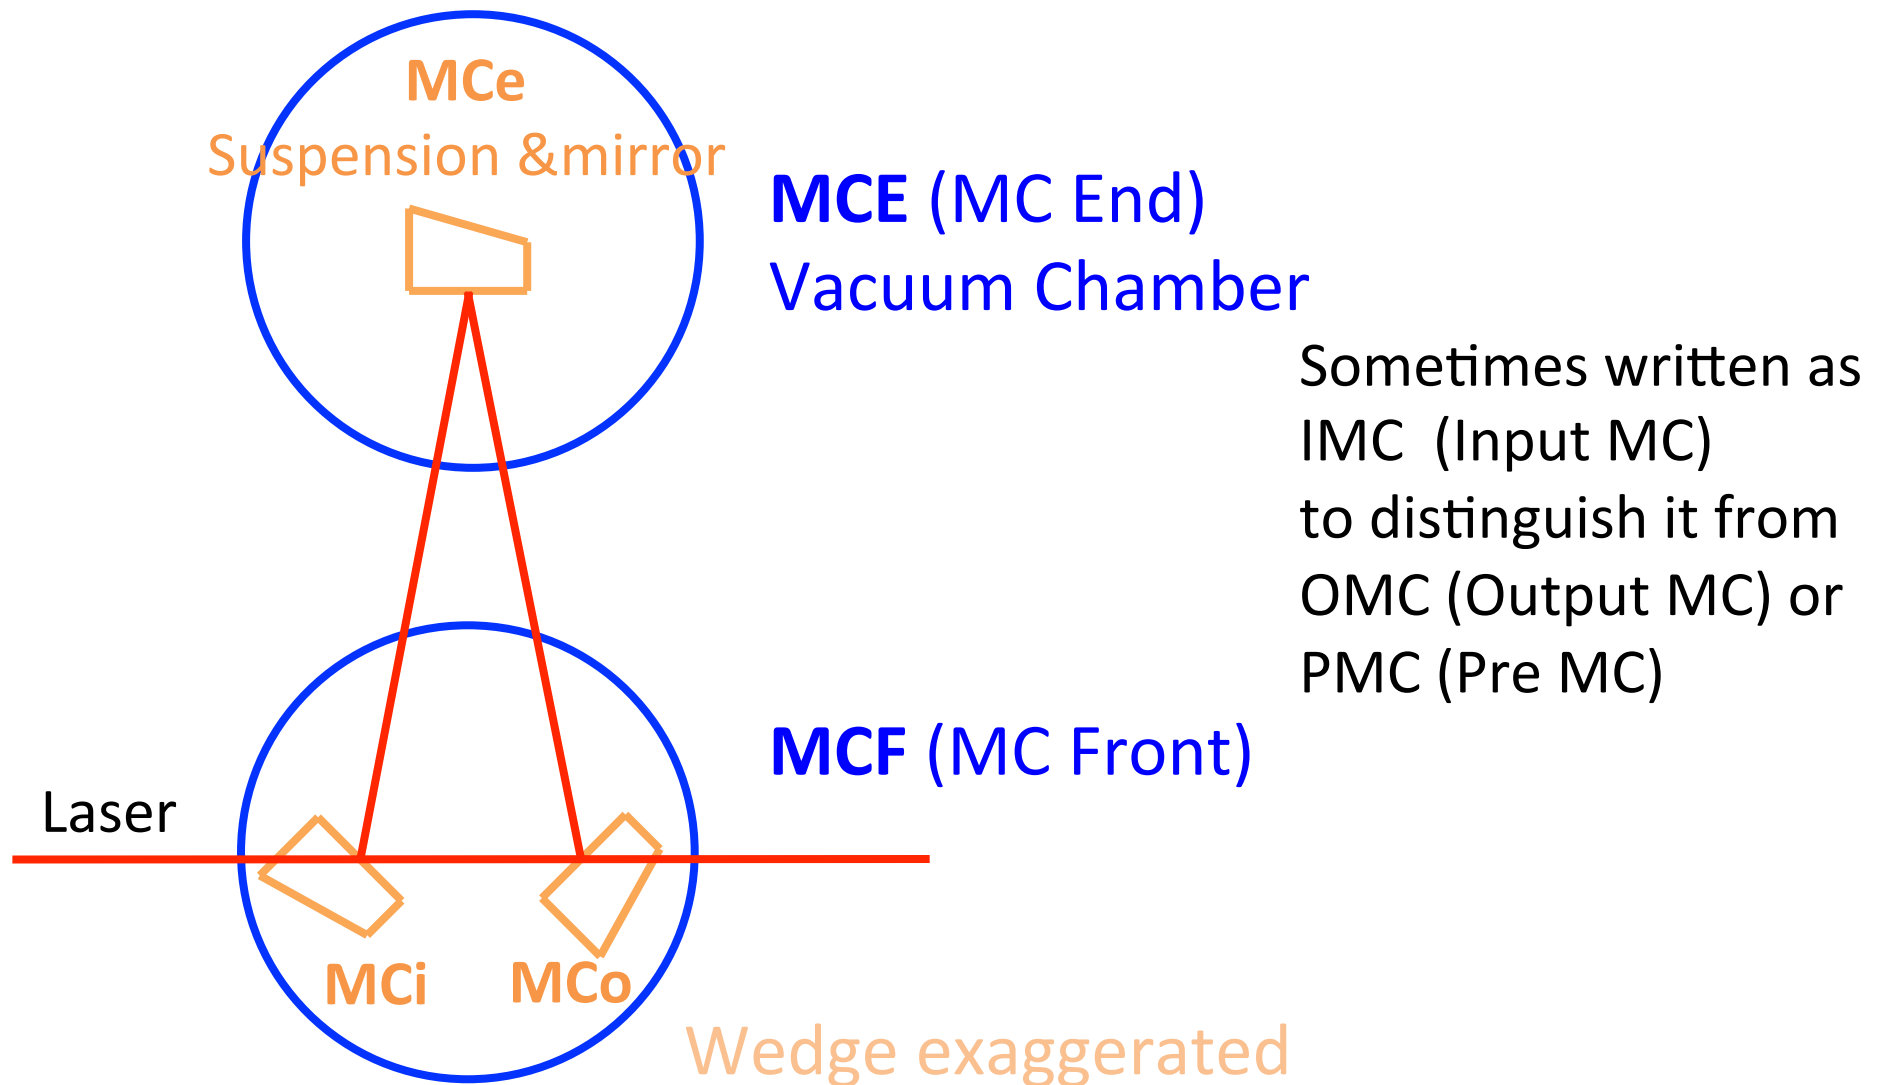 MCe
Suspension &mirror
MCE (MC End)
Vacuum Chamber
Sometimes written as
IMC (Input MC)
to distinguish it from
OMC (Output MC) or
PMC (Pre MC)
MCF (MC Front)
Laser
MCi
MCo
Wedge exaggerated